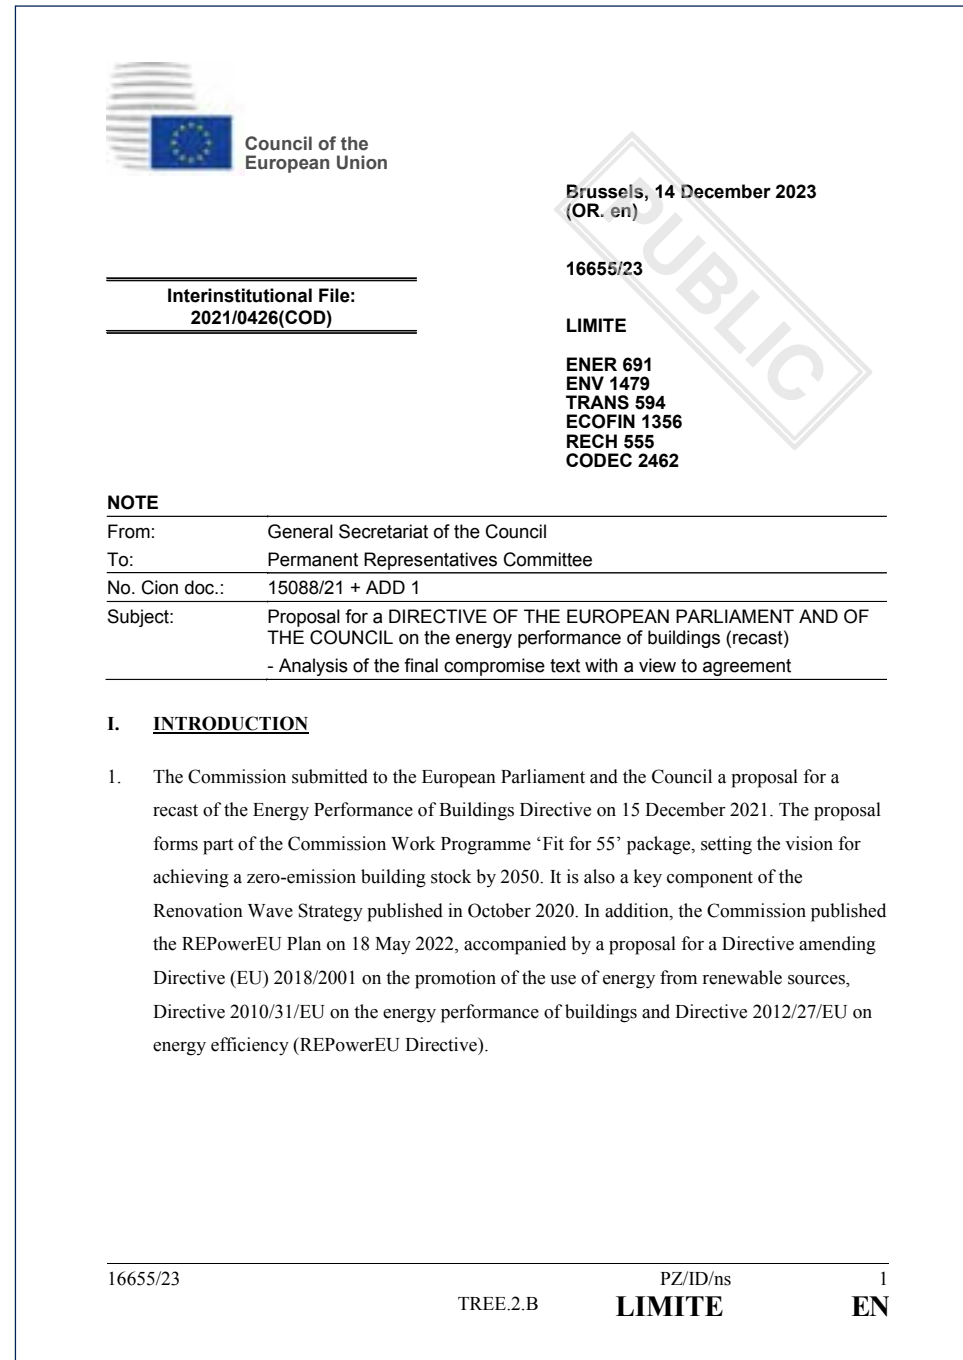 Council of the
European Union
Brussels, 14 December 2023
(OR. en)
16655/23
Interinstitutional File:
2021/0426(COD)
LIMITE
ENER 691
ENV 1479
TRANS 594
ECOFIN 1356
RECH 555
CODEC 2462
PUBLIC
NOTE
From: General Secretariat of the Council
To: Permanent Representatives Committee
No. Cion doc.: 15088/21 + ADD 1
Subject: Proposal for a DIRECTIVE OF THE EUROPEAN PARLIAMENT AND OF
THE COUNCIL on the energy performance of buildings (recast)
- Analysis of the final compromise text with a view to agreement
I. INTRODUCTION
1. The Commission submitted to the European Parliament and the Council a proposal for a
recast of the Energy Performance of Buildings Directive on 15 December 2021. The proposal
forms part of the Commission Work Programme ‘Fit for 55’ package, setting the vision for
achieving a zero-emission building stock by 2050. It is also a key component of the
Renovation Wave Strategy published in October 2020. In addition, the Commission published
the REPowerEU Plan on 18 May 2022, accompanied by a proposal for a Directive amending
Directive (EU) 2018/2001 on the promotion of the use of energy from renewable sources,
Directive 2010/31/EU on the energy performance of buildings and Directive 2012/27/EU on
energy efficiency (REPowerEU Directive).
16655/23 PZ/ID/ns 1
TREE.2.B LIMITE EN